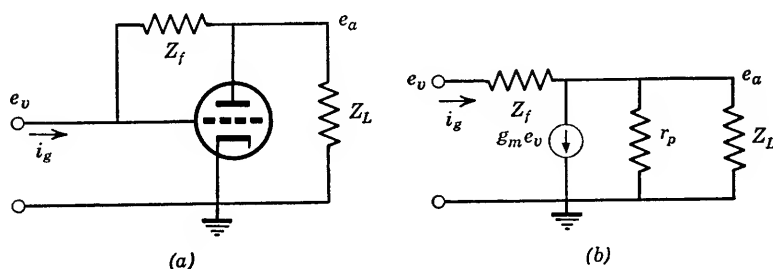 e_a
Z_f
e_v
i_g
Z_L
(a)
e_v
e_a
i_g
Z_f
g_m e_v
r_p
Z_L
(b)